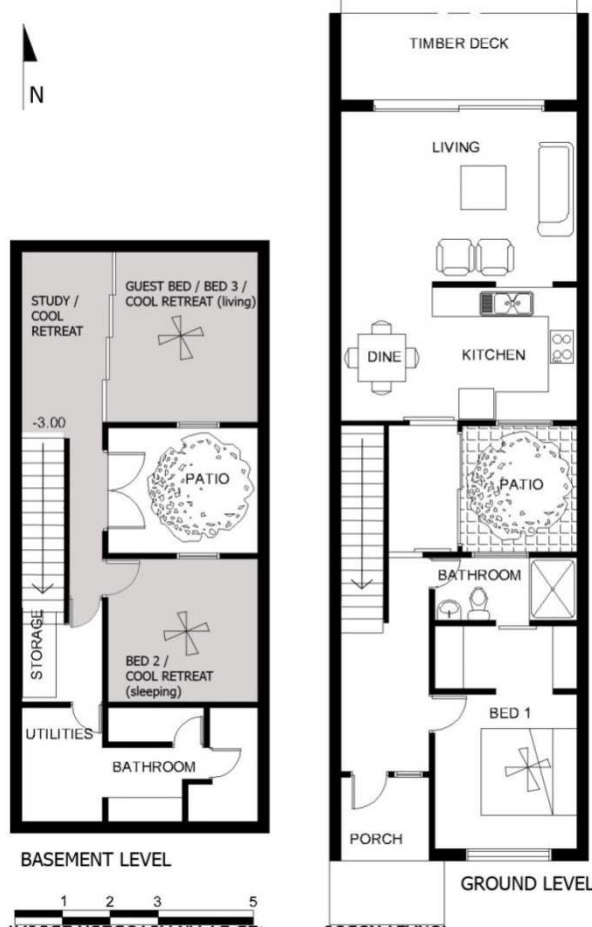 N
TIMBER DECK
LIVING
DINE
KITCHEN
PATIO
BATHROOM
BED 1
PORCH
GROUND LEVEL
STUDY /
COOL
RETREAT
GUEST BED / BED 3 /
COOL RETREAT (living)
-3.00
PATIO
STORAGE
BED 2 /
COOL RETREAT
(sleeping)
UTILITIES
BATHROOM
BASEMENT LEVEL
1 2 3 5